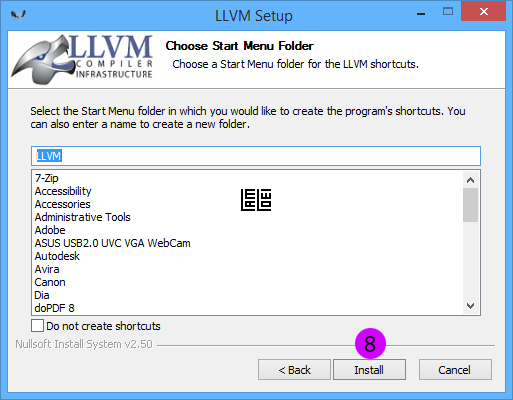 LLVM Setup
LLVM
COMPILER
INFRASTRUCTURE
Choose Start Menu Folder
Choose a Start Menu folder for the LLVM shortcuts.
Select the Start Menu folder in which you would like to create the program's shortcuts. You
can also enter a name to create a new folder.
LLVM
7-Zip
Accessibility
Accessories
Administrative Tools
Adobe
ASUS USB2.0 UVC VGA WebCam
Autodesk
Avira
Canon
Dia
doPDF 8
Do not create shortcuts
Nullsoft Install System v2.50
8
< Back
Install
Cancel